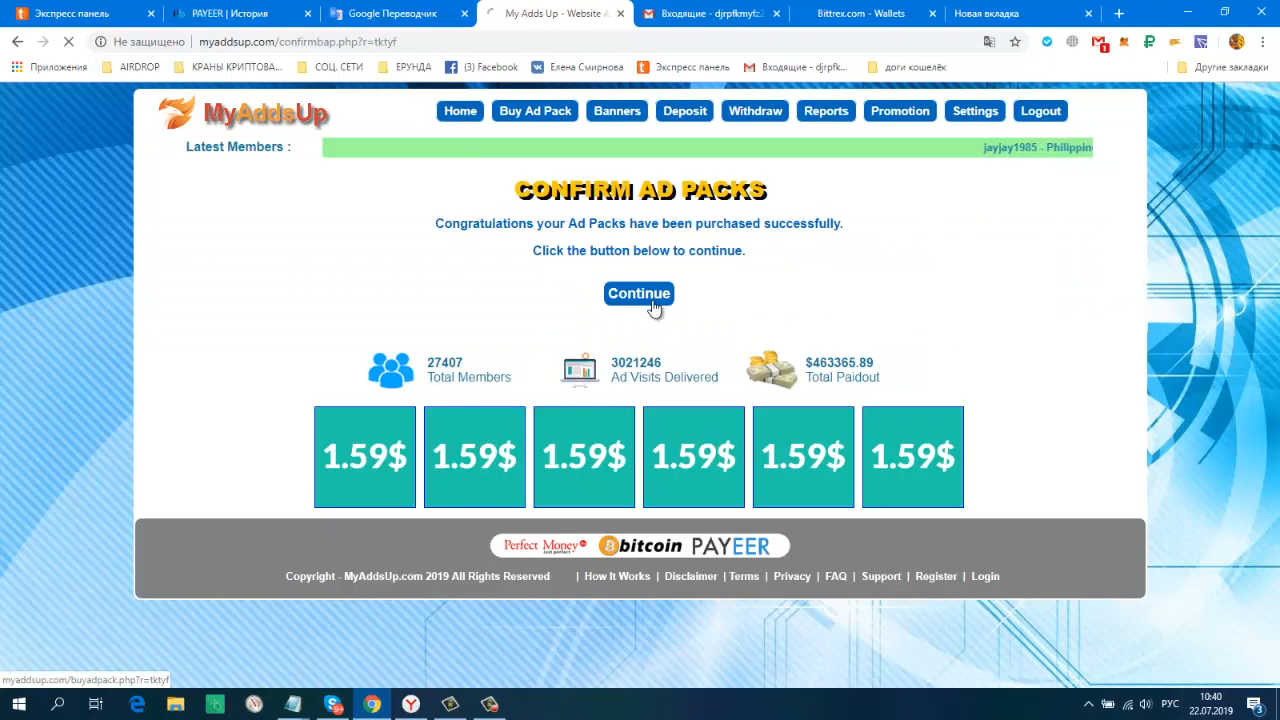 Экспресс панель
PAYEER | История
Google Переводчик
My Adds Up - Website A
Входящие - djrpfkmyfz
Bittrex.com - Wallets
Новая вкладка
Не защищено
myaddsup.com/confirmbap.php?r=tktyf
1
Приложения
AIRDROP
КРАНЫ КРИПТОВА...
СОЦ. СЕТИ
ЕРУНДА
(3) Facebook
Елена Смирнова
Экспресс панель
Входящие - djrpfk...
доги кошелёк
Другие закладки
MyAddsUp
Home
Buy Ad Pack
Banners
Deposit
Withdraw
Reports
Promotion
Settings
Logout
Latest Members :
jayjay1985 - Philippin
CONFIRM AD PACKS
Congratulations your Ad Packs have been purchased successfully.
Click the button below to continue.
Continue
27407
Total Members
3021246
Ad Visits Delivered
$463365.89
Total Paidout
1.59$ 1.59$ 1.59$ 1.59$ 1.59$ 1.59$
Perfect Money just perfect bitcoin PAYEER
Copyright - MyAddsUp.com 2019 All Rights Reserved | How It Works | Disclaimer | Terms | Privacy | FAQ | Support | Register | Login
myaddsup.com/buyadpack.php?r=tktyf
РУС
10:40
22.07.2019